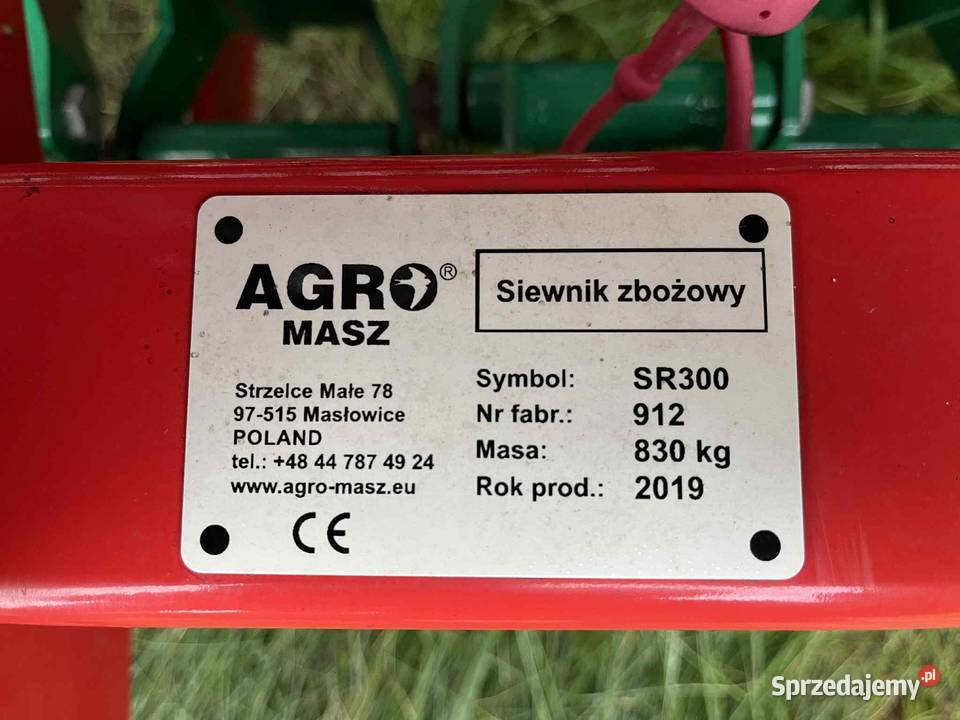 AGRO®
MASZ
Strzelce Małe 78
97-515 Masłowice
POLAND
tel.: +48 44 787 49 24
www.agro-masz.eu
CE
Siewnik zbożowy
Symbol: SR300
Nr fabr.: 912
Masa: 830 kg
Rok prod.: 2019
Sprzedajemy.pl